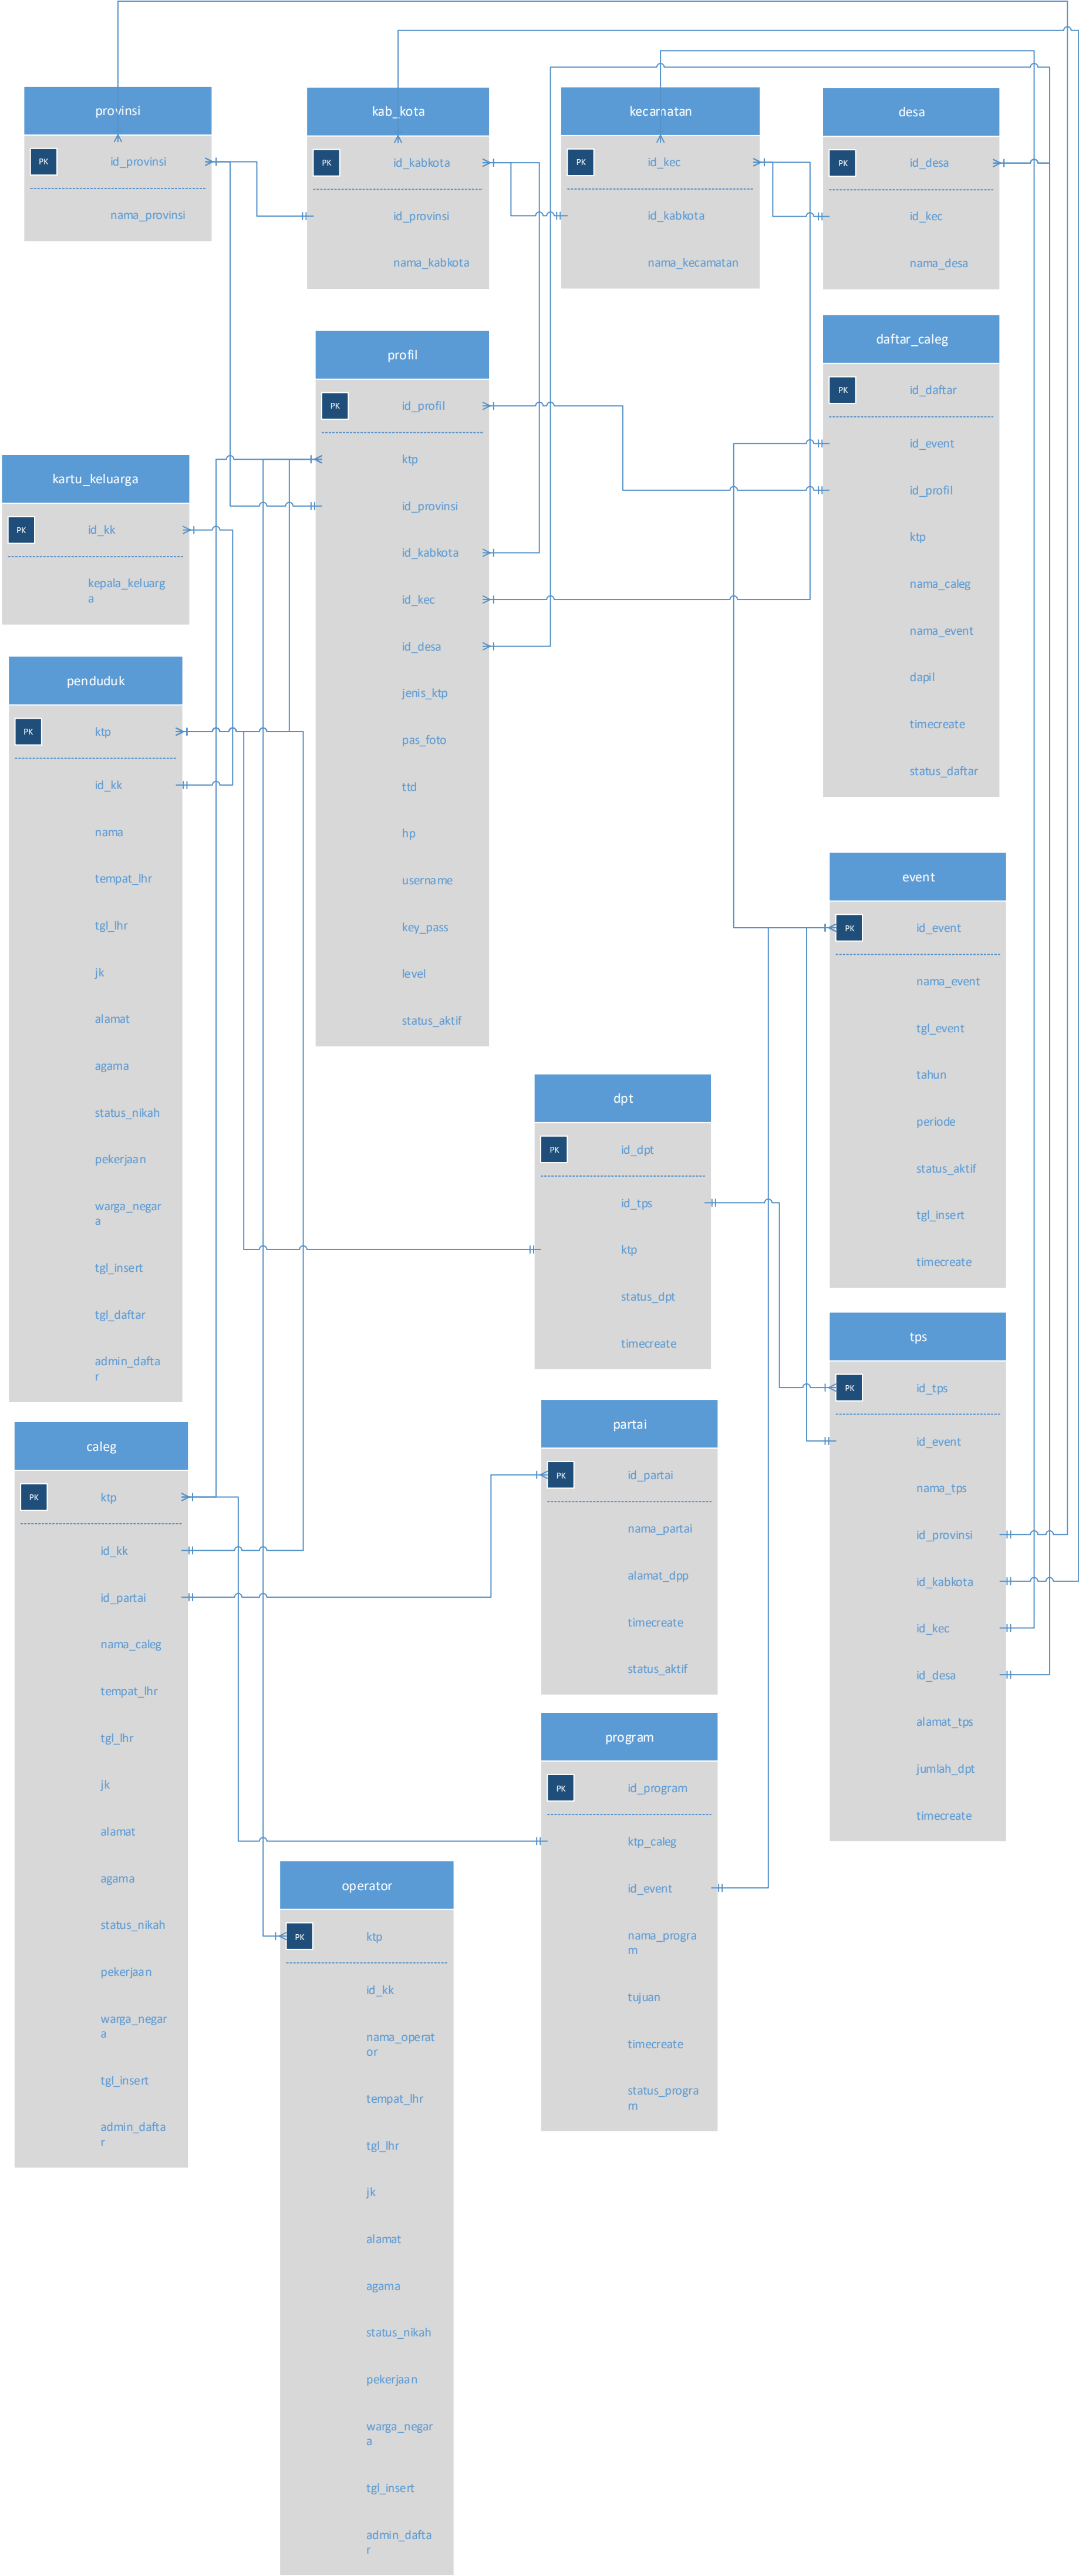 provinsi
PK
id_provinsi
nama_provinsi
kab_kota
PK
id_kabkota
id_provinsi
nama_kabkota
kecamatan
PK
id_kec
id_kabkota
nama_kecamatan
desa
PK
id_desa
id_kec
nama_desa
profil
PK
id_profil
ktp
id_provinsi
id_kabkota
id_kec
id_desa
jenis_ktp
pas_foto
ttd
hp
username
key_pass
level
status_aktif
daftar_caleg
PK
id_daftar
id_event
id_profil
ktp
nama_caleg
nama_event
dapil
timecreate
status_daftar
kartu_keluarga
PK
id_kk
kepala_keluarg
a
penduduk
PK
ktp
id_kk
nama
tempat_lhr
tgl_lhr
jk
alamat
agama
status_nikah
pekerjaan
warga_negar
a
tgl_insert
tgl_daftar
admin_dafta
r
event
PK
id_event
nama_event
tgl_event
tahun
periode
status_aktif
tgl_insert
timecreate
dpt
PK
id_dpt
id_tps
ktp
status_dpt
timecreate
tps
PK
id_tps
id_event
nama_tps
id_provinsi
id_kabkota
id_kec
id_desa
alamat_tps
jumlah_dpt
timecreate
caleg
PK
ktp
id_kk
id_partai
nama_caleg
tempat_lhr
tgl_lhr
jk
alamat
agama
status_nikah
pekerjaan
warga_negar
a
tgl_insert
admin_dafta
r
partai
PK
id_partai
nama_partai
alamat_dpp
timecreate
status_aktif
program
PK
id_program
ktp_caleg
id_event
nama_progra
m
tujuan
timecreate
status_progra
m
operator
PK
ktp
id_kk
nama_operat
or
tempat_lhr
tgl_lhr
jk
alamat
agama
status_nikah
pekerjaan
warga_negar
a
tgl_insert
admin_dafta
r